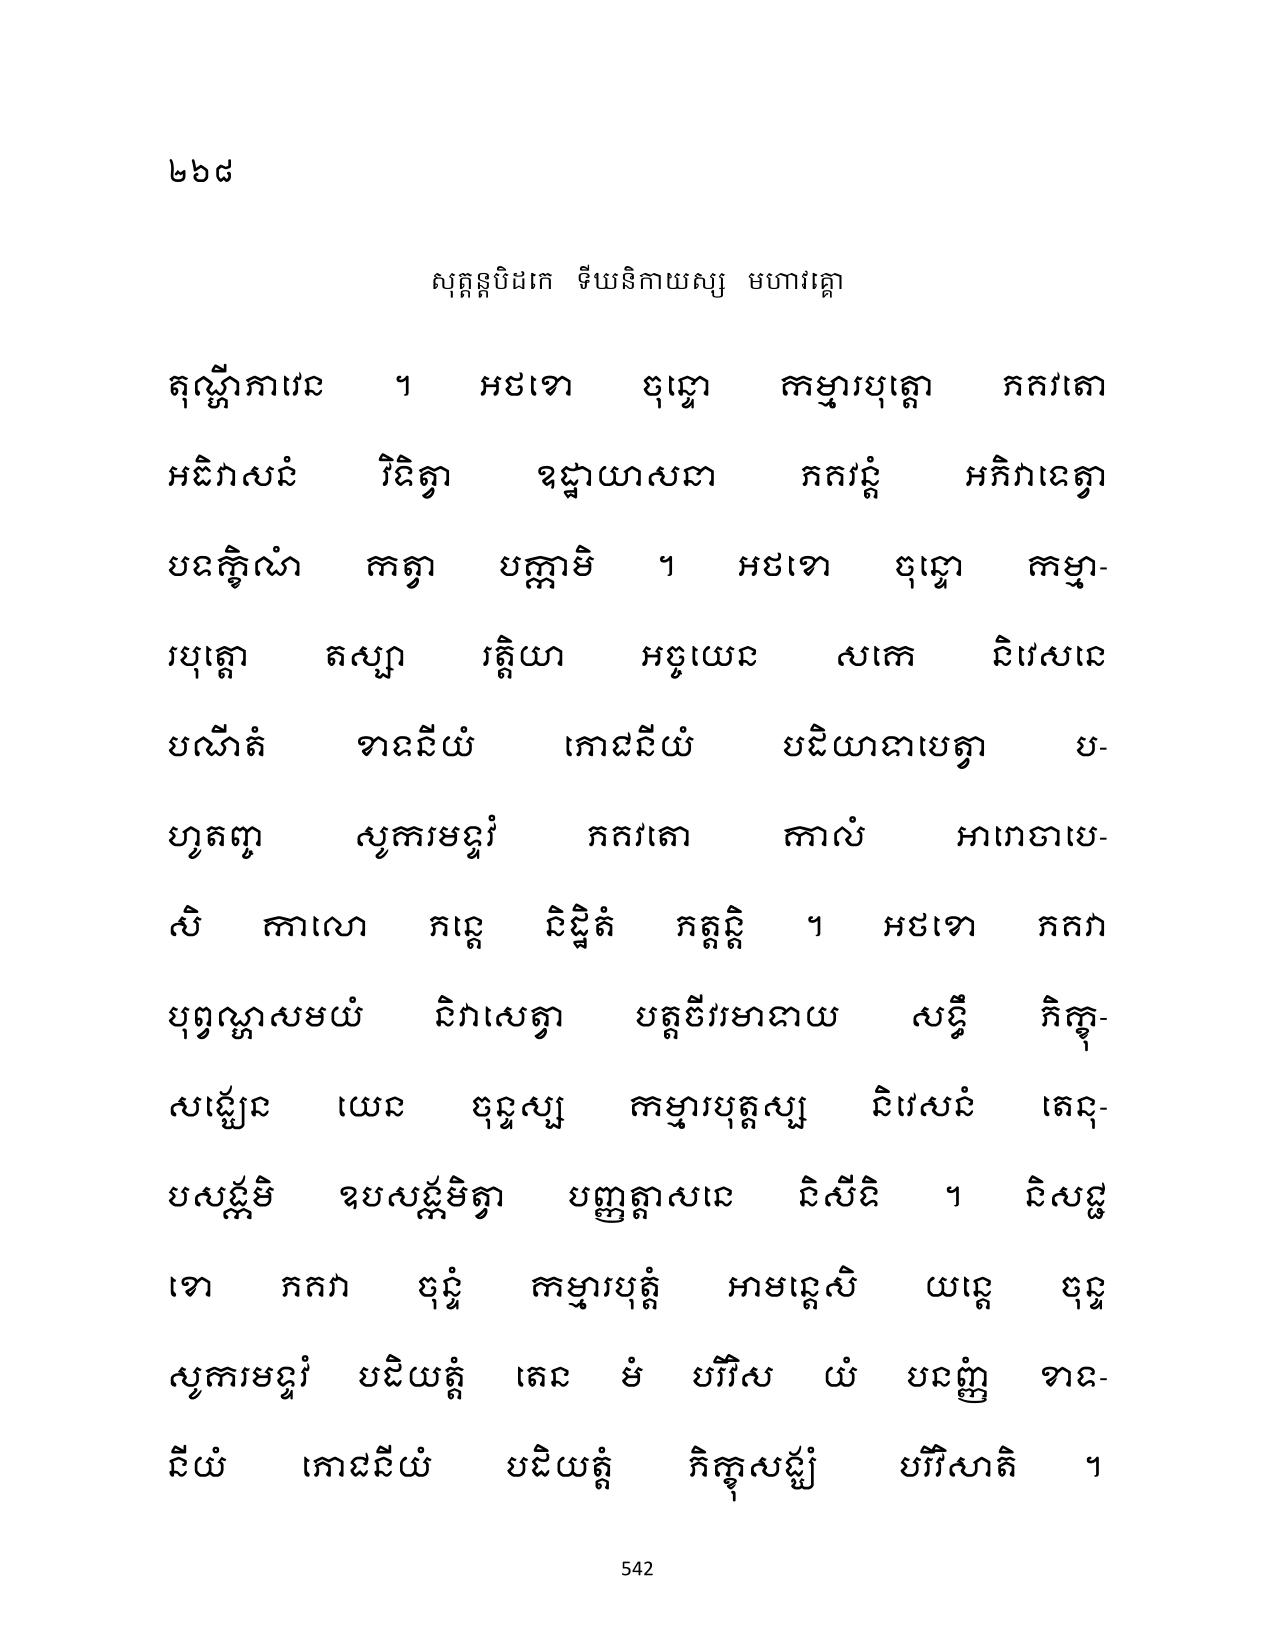 ២៦៨
សុត្តន្តបិដកេ ទីឃនិកាយស្ស មហាវគ្គោ
តុណ្ហីភាវេន ។ អថខោ ចុន្ទោ កម្មារបុត្តោ ភគវតោ
អធិវាសនំ វិទិត្វា ឧដ្ឋាយាសនា ភគវន្តំ អភិវាទេត្វា
បទក្ខិណំ កត្វា បក្កាមិ ។ អថខោ ចុន្ទោ កម្មា-
របុត្តោ តស្សា រត្តិយា អច្ចយេន សកេ និវេសនេ
បណីតំ ខាទនីយំ ភោជនីយំ បដិយាទាបេត្វា ប-
ហូតញ្ច សូករមទ្ទវំ ភគវតោ កាលំ អារោចាបេ-
សិ កាលោ ភន្តេ និដ្ឋិតំ ភត្តន្តិ ។ អថខោ ភគវា
បុព្វណ្ហសមយំ និវាសេត្វា បត្តចីវរមាទាយ សទ្ធឹ ភិក្ខុ-
សង្ឃេន យេន ចុន្ទស្ស កម្មារបុត្តស្ស និវេសនំ តេនុ-
បសង្កមិ ឧបសង្កមិត្វា បញ្ញត្តាសនេ និសីទិ ។ និសជ្ជ
ខោ ភគវា ចុន្ទំ កម្មារបុត្តំ អាមន្តេសិ យន្តេ ចុន្ទ
សូករមទ្ទវំ បដិយត្តំ តេន មំ បរិវិស យំ បនញ្ញំ ខាទ-
នីយំ ភោជនីយំ បដិយត្តំ ភិក្ខុសង្ឃំ បរិវិសាតិ ។
542